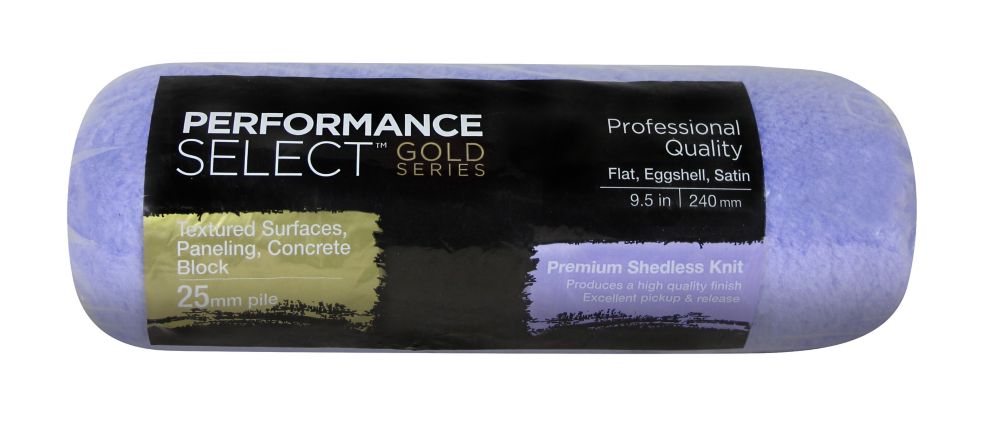 PERFORMANCE
SELECT™ GOLD
SERIES
Professional
Quality
Flat, Eggshell, Satin
9.5 in | 240 mm
Textured Surfaces,
Paneling, Concrete
Block
25mm pile
Premium Shedless Knit
Produces a high quality finish
Excellent pickup & release